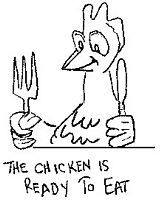 THE CHICKEN IS
READY TO EAT